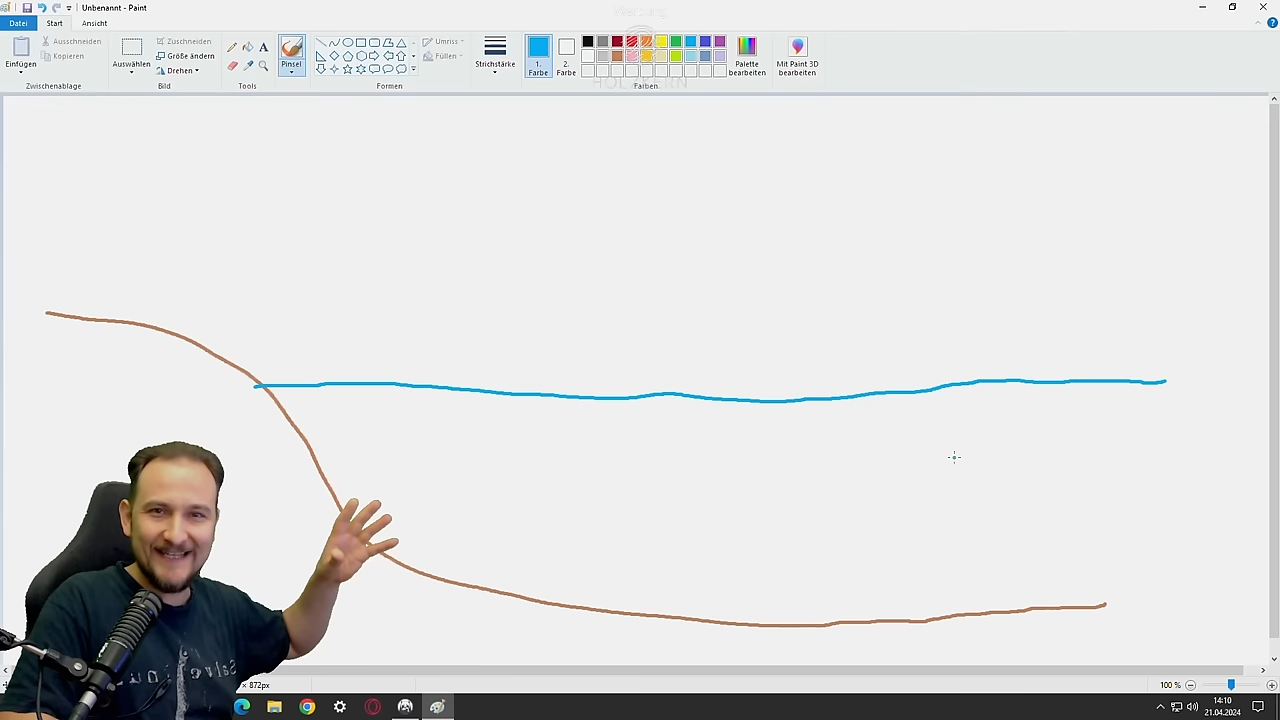 Unbenannt - Paint
Datei Start Ansicht
Einfügen
Ausschneiden
Kopieren
Zwischenablage
Auswählen
Zuschneiden
Größe ändern
Drehen
Bild
A
Tools
Formen
Umriss
Füllen
Pinsel
Strichstärke
1.
Farbe
2.
Farbe
Palette
bearbeiten
Mit Paint 3D
bearbeiten
Farben
Werbung
HOLZKERN
× 872px
100 %
14:10
21.04.2024